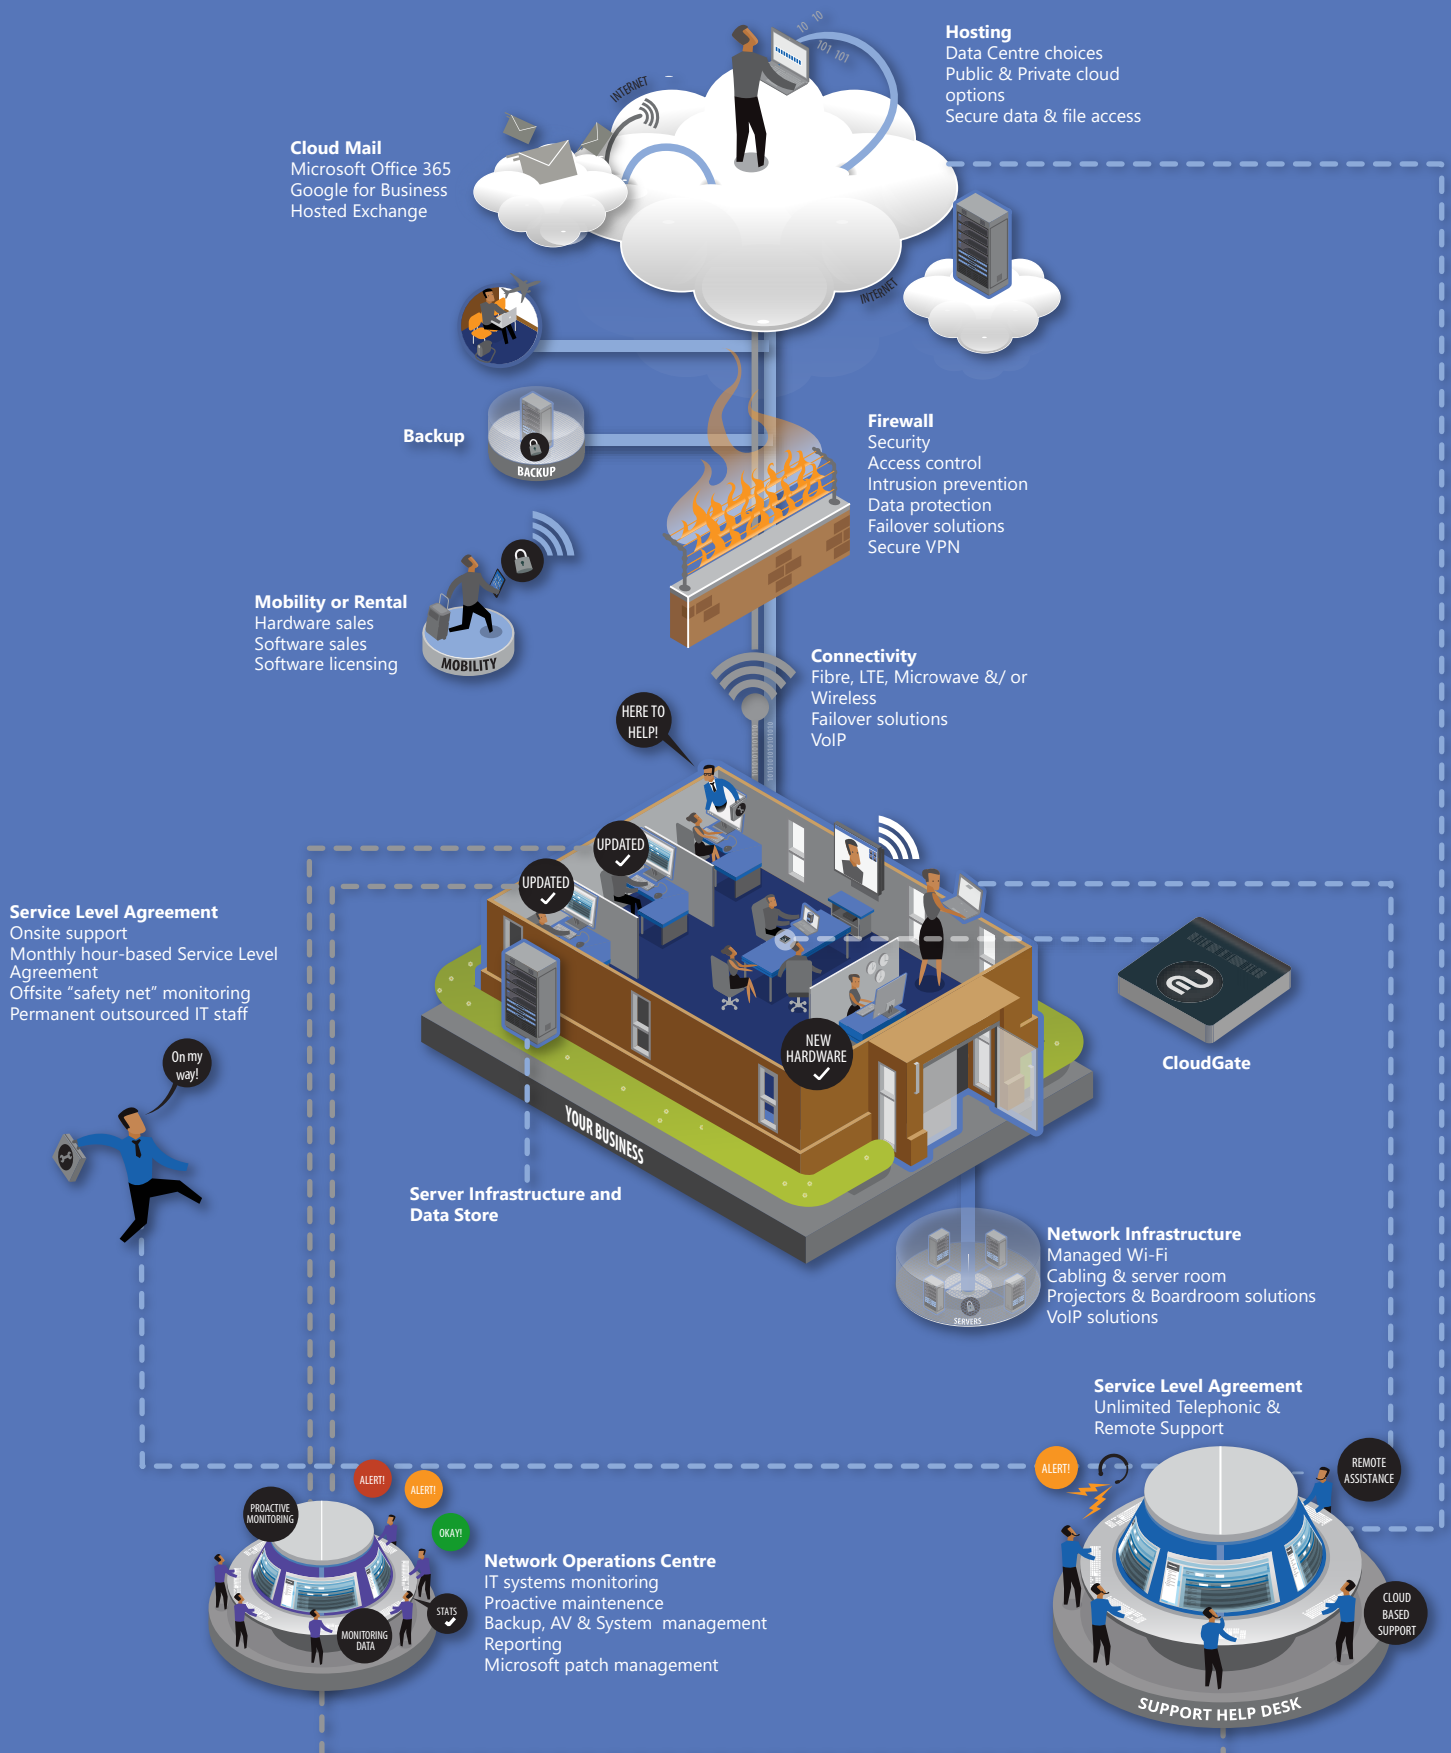 Hosting
Data Centre choices
Public & Private cloud
options
Secure data & file access
10 10
101 101
INTERNET
Cloud Mail
Microsoft Office 365
Google for Business
Hosted Exchange
INTERNET
Backup
BACKUP
Firewall
Security
Access control
Intrusion prevention
Data protection
Failover solutions
Secure VPN
Mobility or Rental
Hardware sales
Software sales
Software licensing
MOBILITY
Connectivity
Fibre, LTE, Microwave &/ or
Wireless
Failover solutions
VoIP
HERE TO
HELP!
UPDATED
UPDATED
NEW
HARDWARE
YOUR BUSINESS
CloudGate
Service Level Agreement
Onsite support
Monthly hour-based Service Level
Agreement
Offsite “safety net” monitoring
Permanent outsourced IT staff
On my
way!
Server Infrastructure and
Data Store
Network Infrastructure
Managed Wi-Fi
Cabling & server room
Projectors & Boardroom solutions
VoIP solutions
SERVERS
Service Level Agreement
Unlimited Telephonic &
Remote Support
ALERT!
REMOTE
ASSISTANCE
CLOUD
BASED
SUPPORT
SUPPORT HELP DESK
ALERT!
ALERT!
OKAY!
PROACTIVE
MONITORING
STATS
MONITORING
DATA
Network Operations Centre
IT systems monitoring
Proactive maintenence
Backup, AV & System  management
Reporting
Microsoft patch management